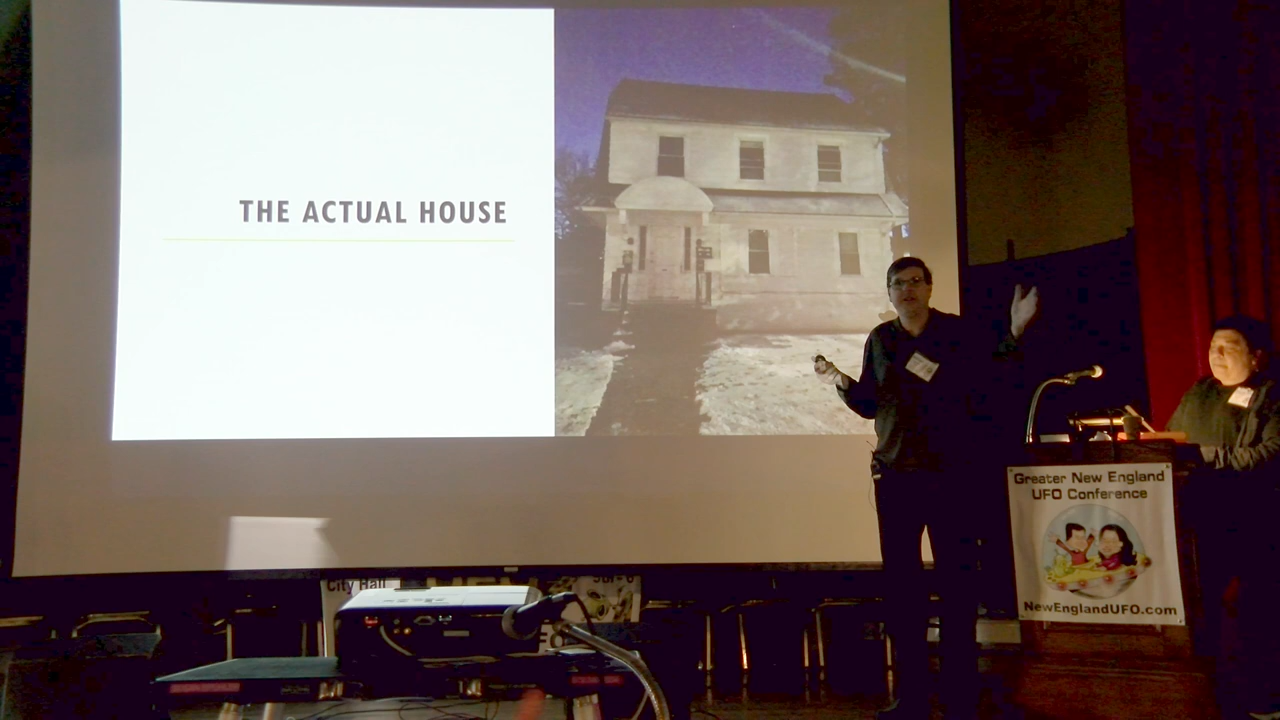 THE ACTUAL HOUSE
Greater New England
UFO Conference
NewEnglandUFO.com
City Hall